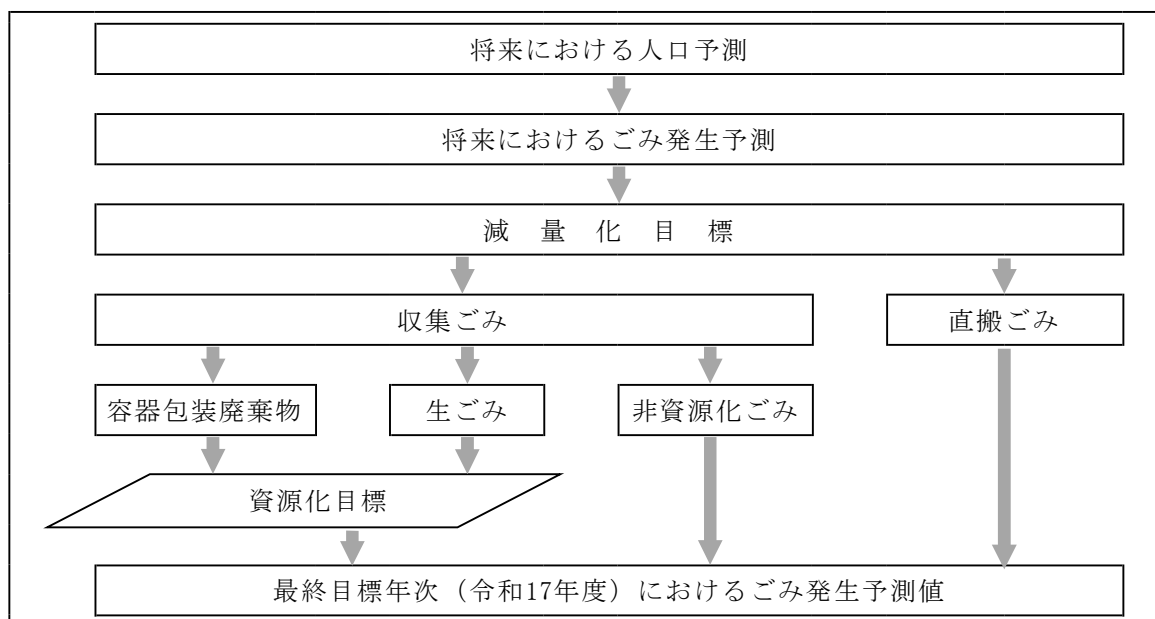 将来における人口予測
将来におけるごみ発生予測
減　量　化　目　標
収集ごみ
直搬ごみ
容器包装廃棄物
生ごみ
非資源化ごみ
資源化目標
最終目標年次（令和17年度）におけるごみ発生予測値